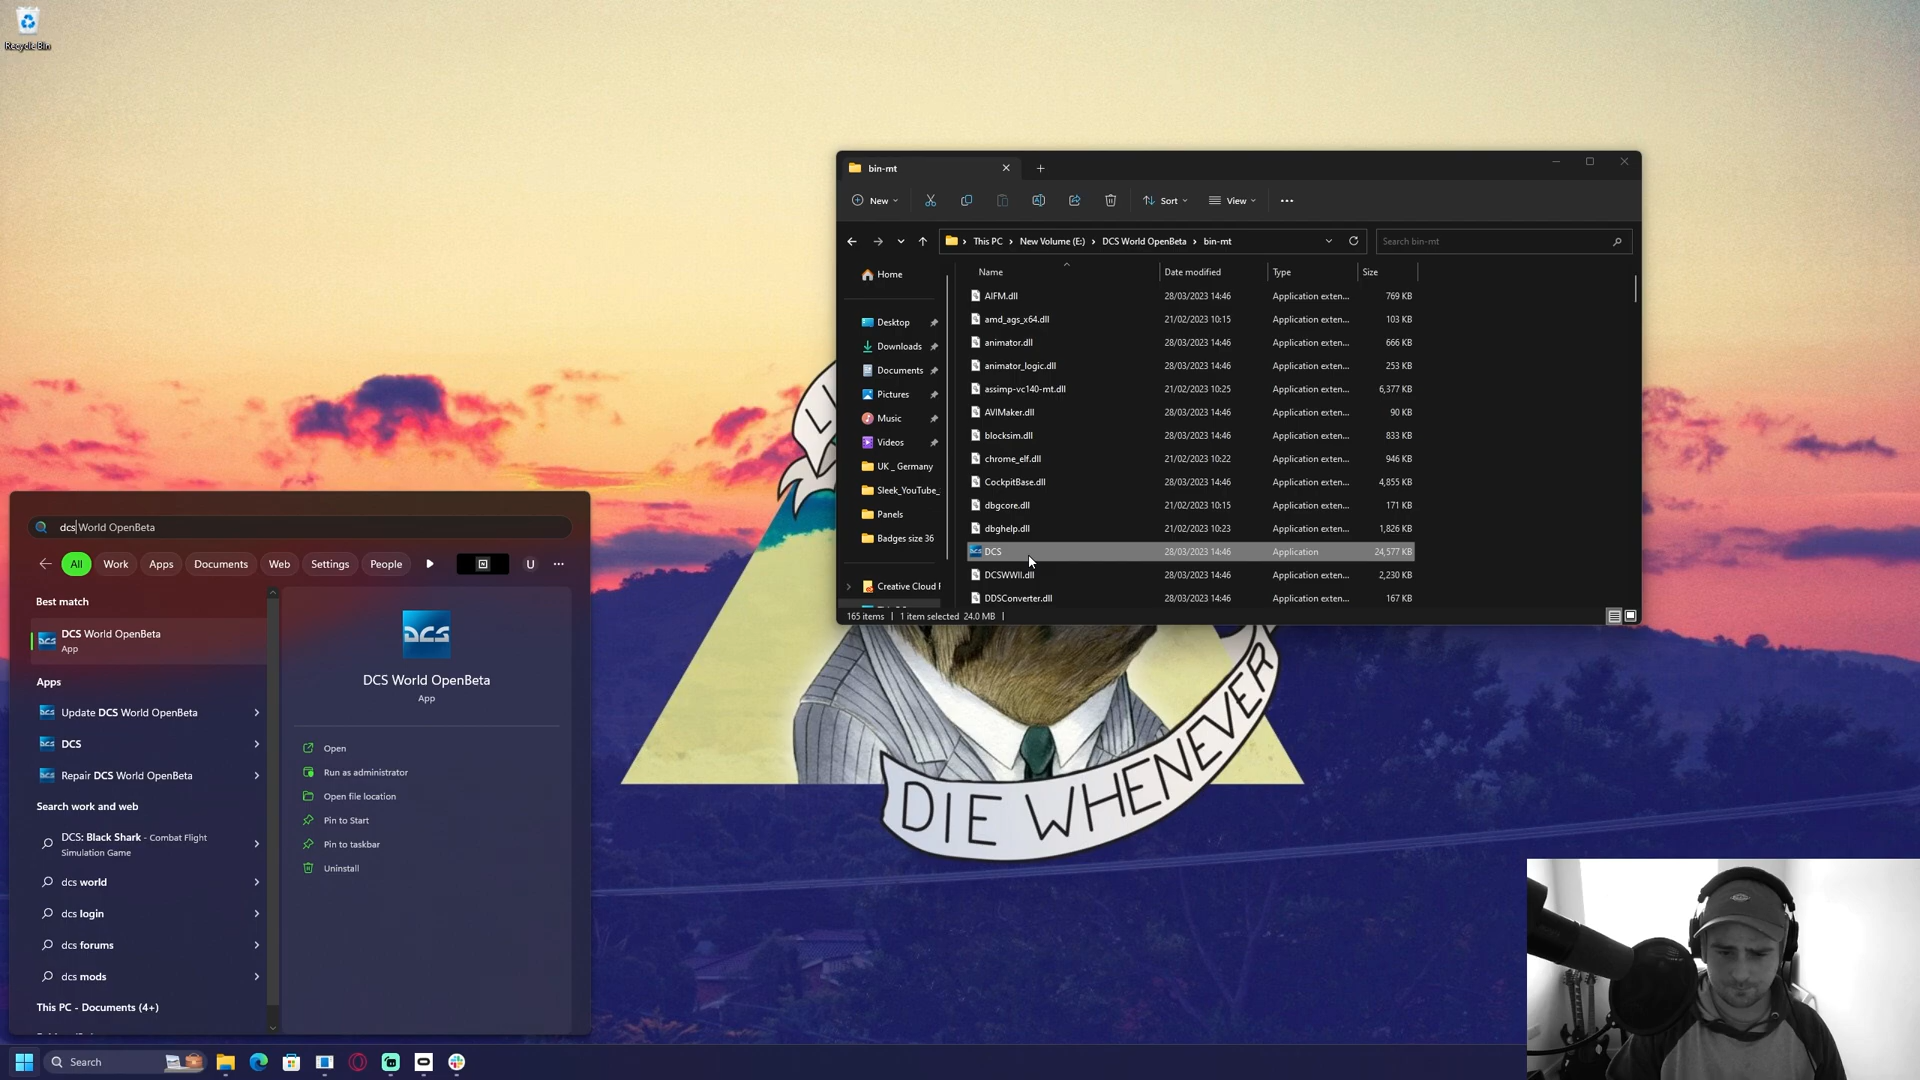 Recycle Bin
bin-mt
New
Sort
View
This PC > New Volume (E:) > DCS World OpenBeta > bin-mt
Search bin-mt
Home
Desktop
Downloads
Documents
Pictures
Music
Videos
UK _ Germany
Sleek_YouTube_
Panels
Badges size 36
Creative Cloud F
Name Date modified Type Size
AIFM.dll 28/03/2023 14:46 Application exten... 769 KB
amd_ags_x64.dll 21/02/2023 10:15 Application exten... 103 KB
animator.dll 28/03/2023 14:46 Application exten... 666 KB
animator_logic.dll 28/03/2023 14:46 Application exten... 253 KB
assimp-vc140-mt.dll 21/02/2023 10:25 Application exten... 6,377 KB
AVIMaker.dll 28/03/2023 14:46 Application exten... 90 KB
blocksim.dll 28/03/2023 14:46 Application exten... 833 KB
chrome_elf.dll 21/02/2023 10:22 Application exten... 946 KB
CockpitBase.dll 28/03/2023 14:46 Application exten... 4,855 KB
dbgcore.dll 21/02/2023 10:15 Application exten... 171 KB
dbghelp.dll 21/02/2023 10:23 Application exten... 1,826 KB
DCS 28/03/2023 14:46 Application 24,577 KB
DCSWWII.dll 28/03/2023 14:46 Application exten... 2,230 KB
DDSConverter.dll 28/03/2023 14:46 Application exten... 167 KB
165 items | 1 item selected 24.0 MB |
dcs World OpenBeta
All Work Apps Documents Web Settings People U ...
Best match
DCS World OpenBeta
App
Apps
Update DCS World OpenBeta
DCS
Repair DCS World OpenBeta
Search work and web
DCS: Black Shark - Combat Flight
Simulation Game
dcs world
dcs login
dcs forums
dcs mods
This PC - Documents (4+)
DCS
DCS World OpenBeta
App
Open
Run as administrator
Open file location
Pin to Start
Pin to taskbar
Uninstall
DIE WHENEVER
Search